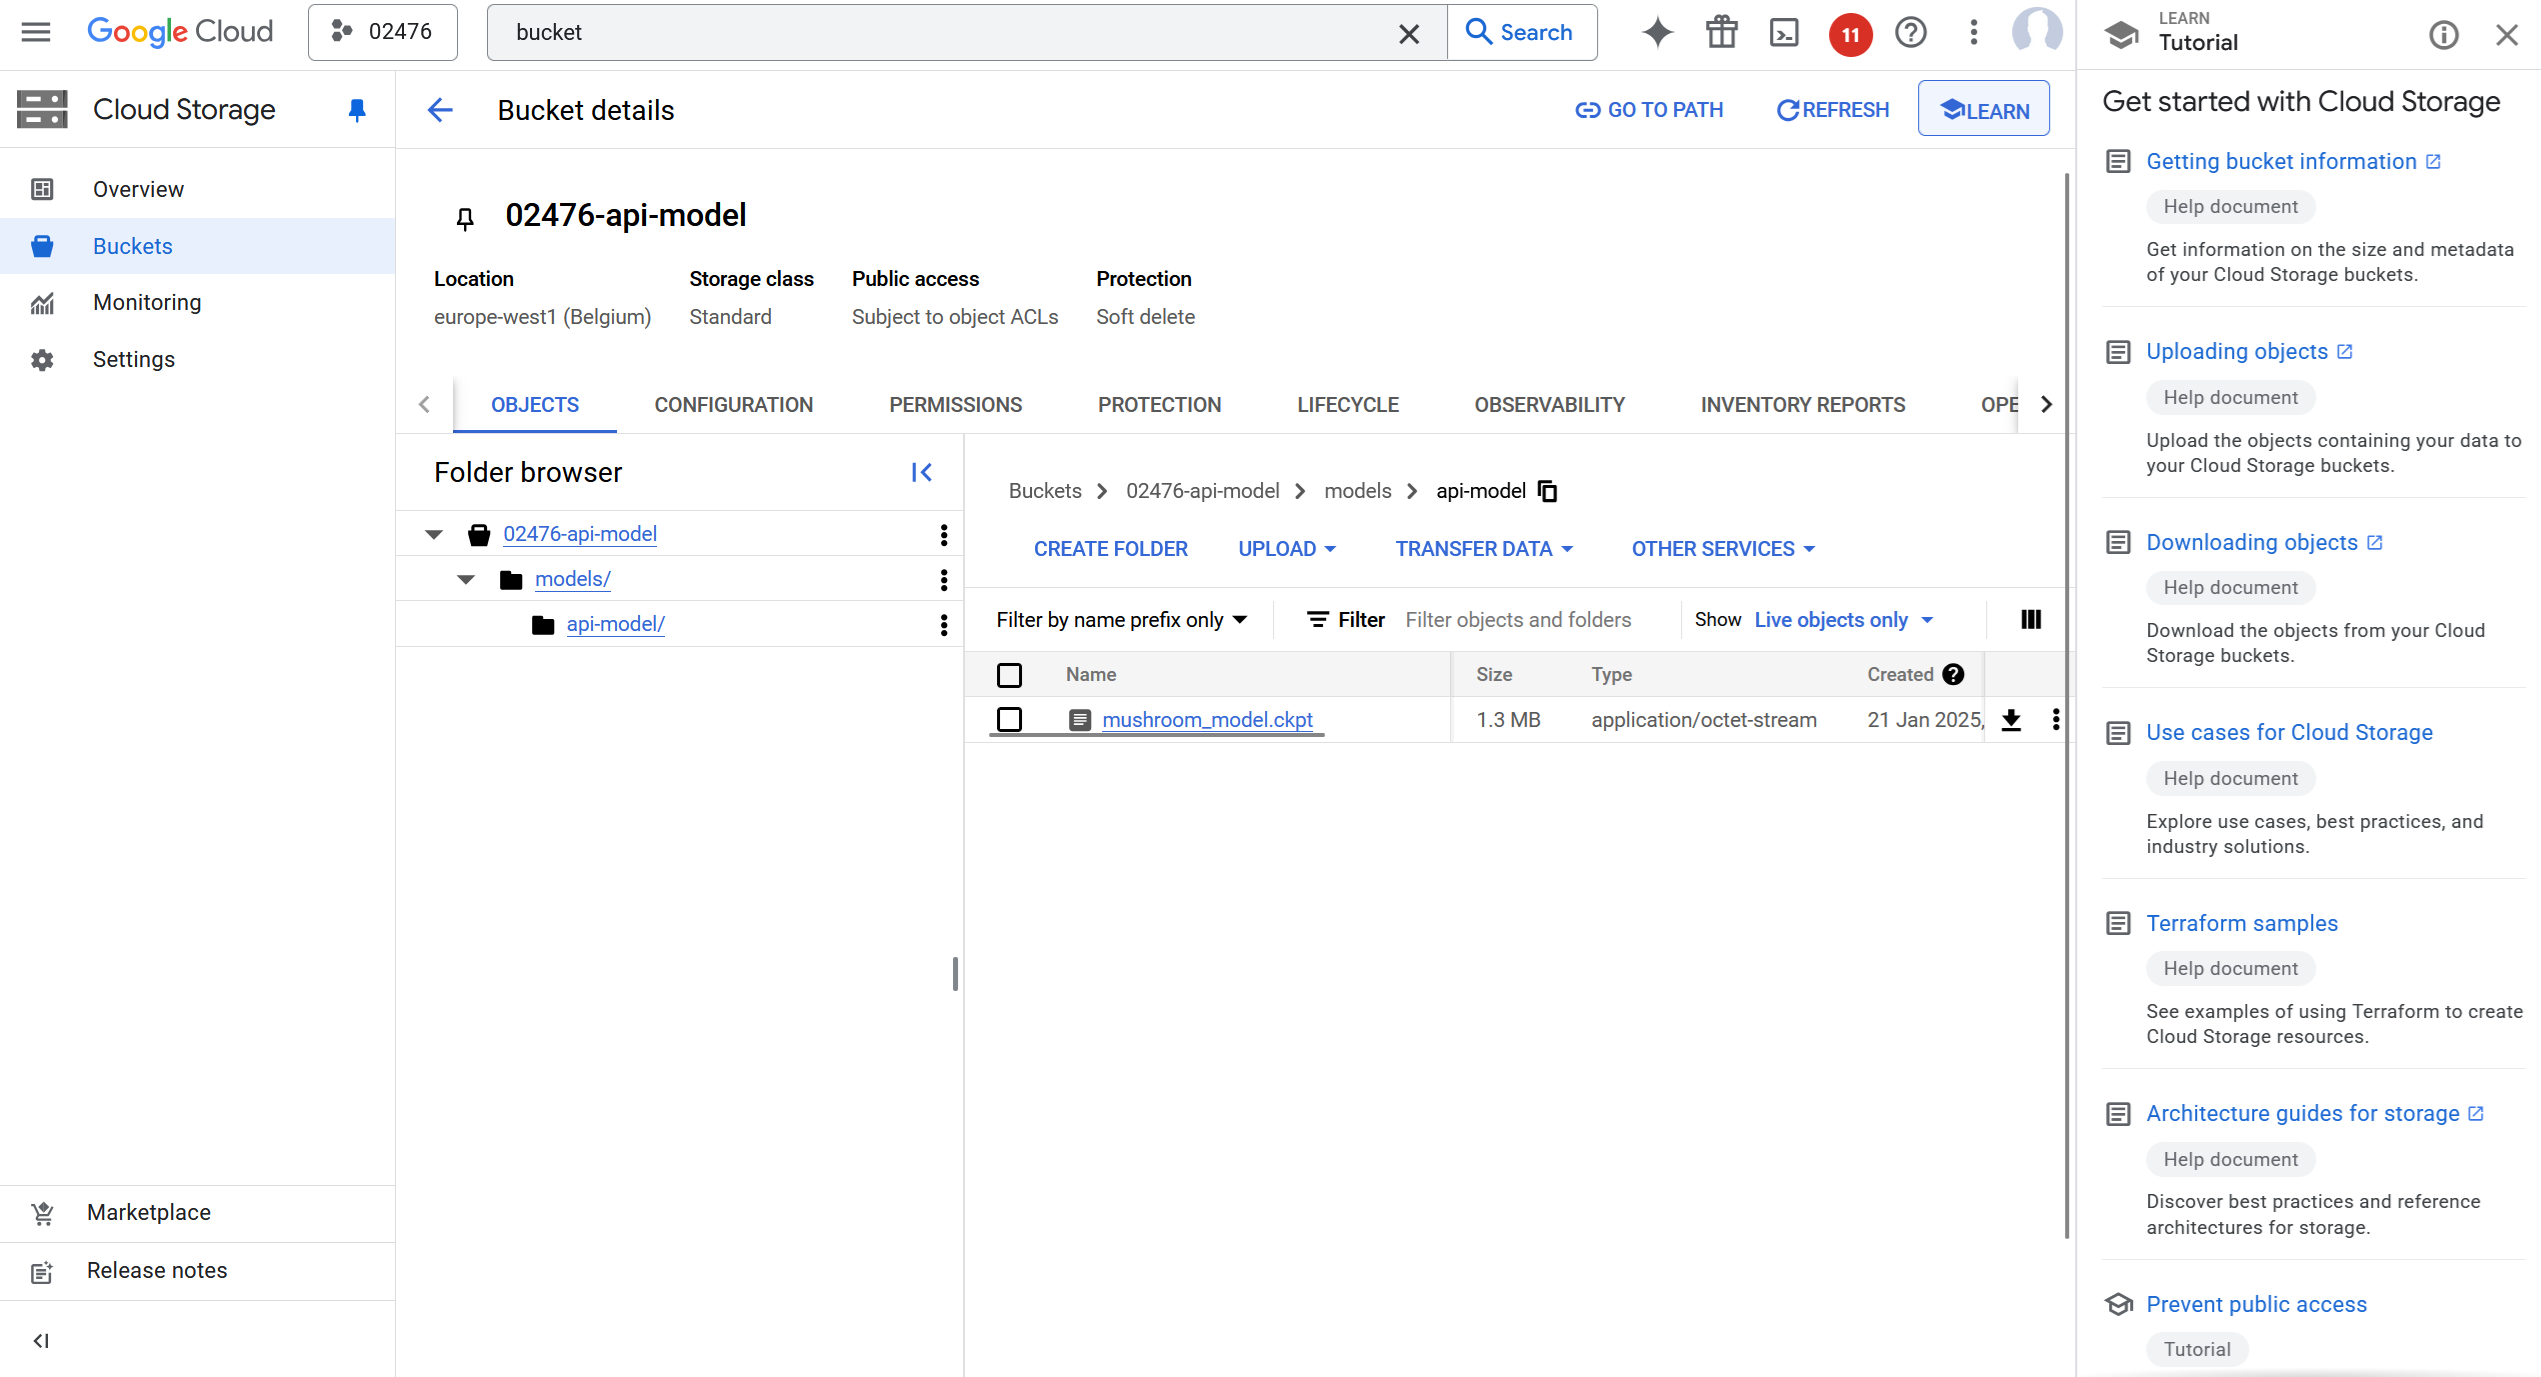 Google Cloud
02476
bucket
Search
11
LEARN
Tutorial
Cloud Storage
Bucket details
GO TO PATH
REFRESH
LEARN
Overview
Buckets
Monitoring
Settings
Marketplace
Release notes
02476-api-model
Location
Storage class
Public access
Protection
europe-west1 (Belgium)
Standard
Subject to object ACLs
Soft delete
OBJECTS
CONFIGURATION
PERMISSIONS
PROTECTION
LIFECYCLE
OBSERVABILITY
INVENTORY REPORTS
OPE
Folder browser
02476-api-model
models/
api-model/
Buckets > 02476-api-model > models > api-model
CREATE FOLDER
UPLOAD
TRANSFER DATA
OTHER SERVICES
Filter by name prefix only
Filter
Filter objects and folders
Show
Live objects only
Name
Size
Type
Created
mushroom_model.ckpt
1.3 MB
application/octet-stream
21 Jan 2025,
Get started with Cloud Storage
Getting bucket information
Help document
Get information on the size and metadata
of your Cloud Storage buckets.
Uploading objects
Help document
Upload the objects containing your data to
your Cloud Storage buckets.
Downloading objects
Help document
Download the objects from your Cloud
Storage buckets.
Use cases for Cloud Storage
Help document
Explore use cases, best practices, and
industry solutions.
Terraform samples
Help document
See examples of using Terraform to create
Cloud Storage resources.
Architecture guides for storage
Help document
Discover best practices and reference
architectures for storage.
Prevent public access
Tutorial